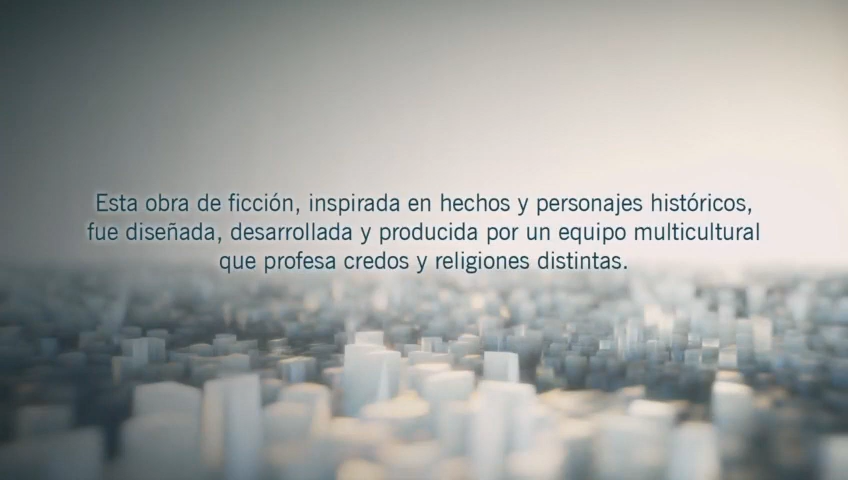 Esta obra de ficción, inspirada en hechos y personajes históricos,
fue diseñada, desarrollada y producida por un equipo multicultural
que profesa credos y religiones distintas.